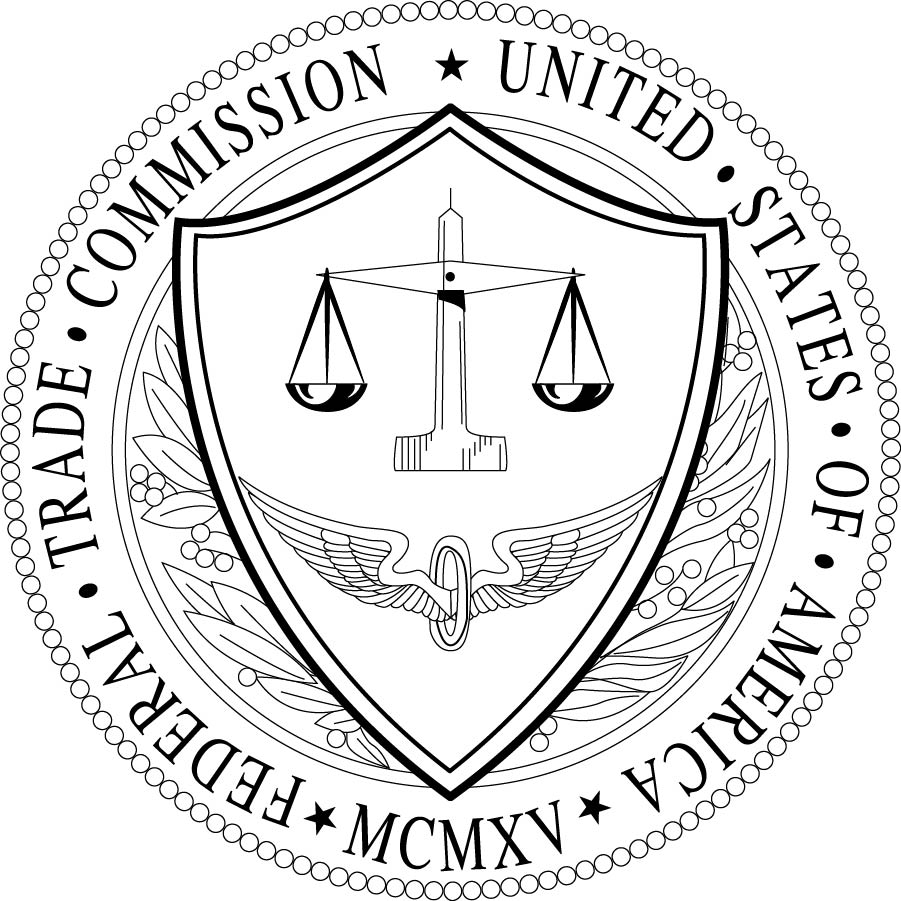 FEDERAL • TRADE • COMMISSION ★ UNITED • STATES • OF • AMERICA ★
MCMXV ★